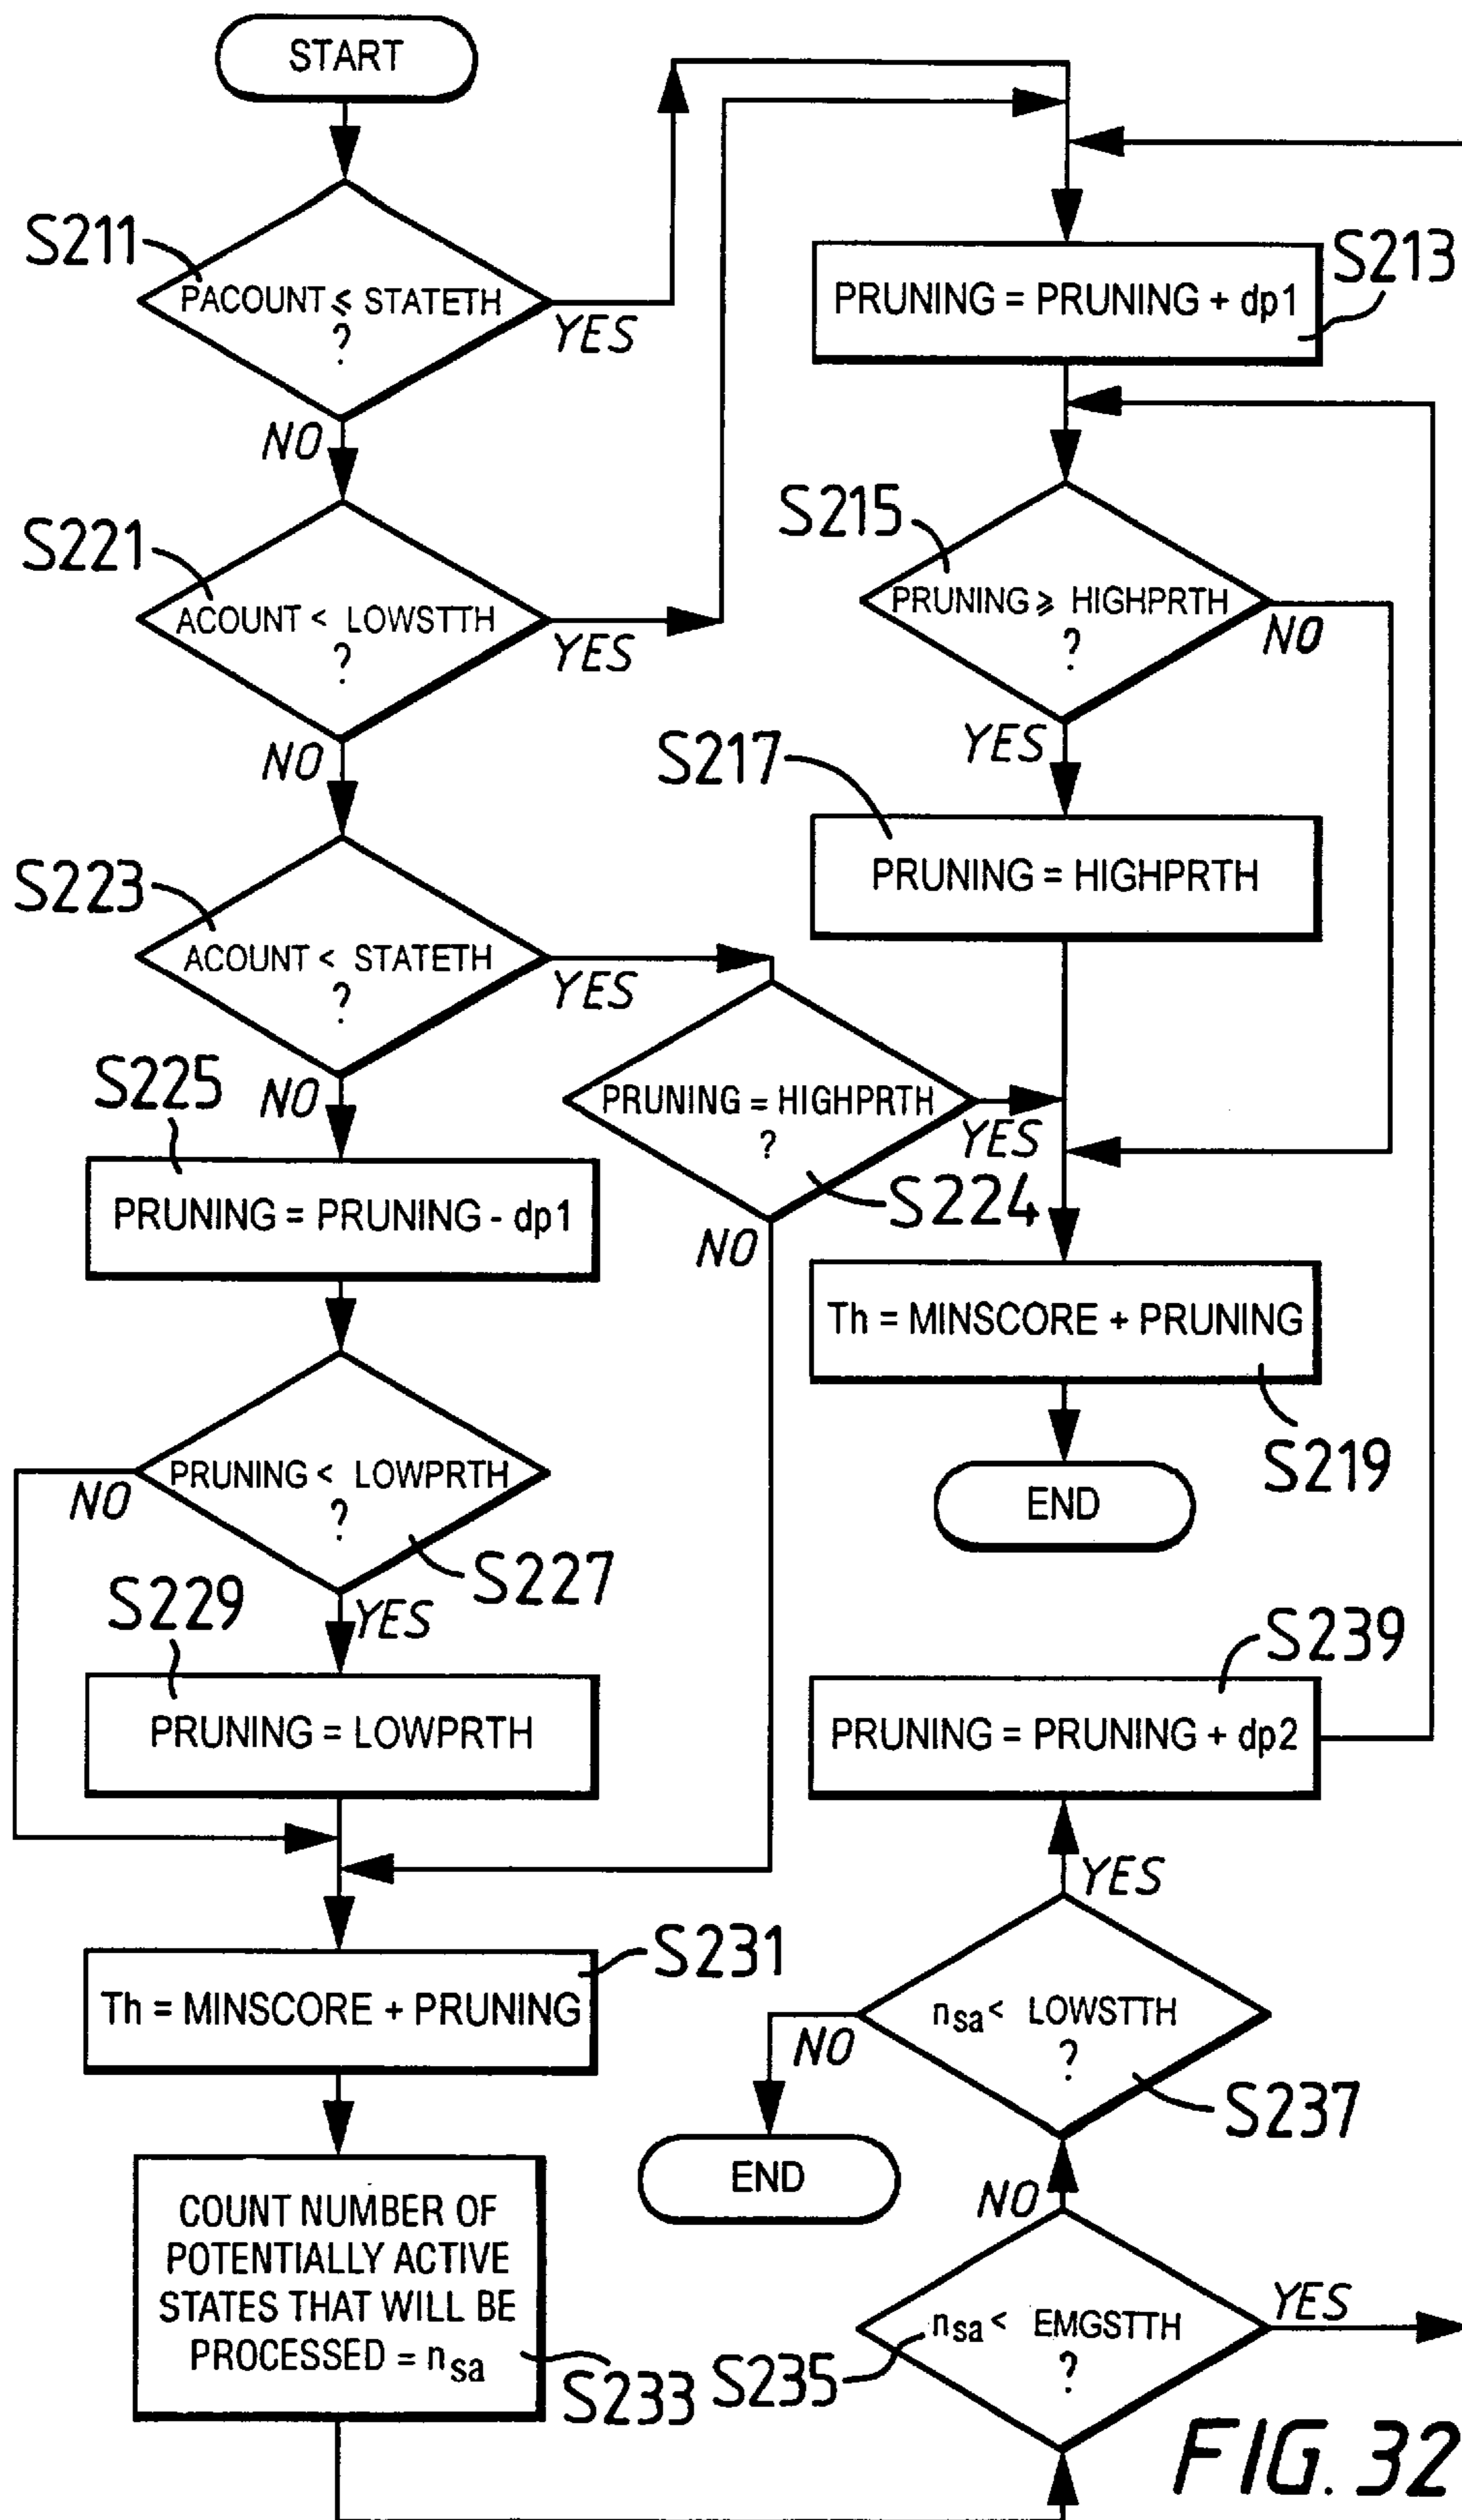 START
S211
PACOUNT ⩽ STATETH
?
YES
NO
S221
ACOUNT < LOWSTTH
?
YES
NO
S223
ACOUNT < STATETH
?
YES
NO
S225
PRUNING = PRUNING - dp1
PRUNING < LOWPRTH
?
NO
S227
YES
S229
PRUNING = LOWPRTH
S231
Th = MINSCORE + PRUNING
COUNT NUMBER OF
POTENTIALLY ACTIVE
STATES THAT WILL BE
PROCESSED = nsa
S233
S213
PRUNING = PRUNING + dp1
S215
PRUNING ⩾ HIGHPRTH
?
NO
YES
S217
PRUNING = HIGHPRTH
PRUNING = HIGHPRTH
?
YES
S224
NO
Th = MINSCORE + PRUNING
S219
END
S239
PRUNING = PRUNING + dp2
YES
nsa < LOWSTTH
?
NO
S237
END
NO
nsa < EMGSTTH
?
YES
S235
FIG. 32